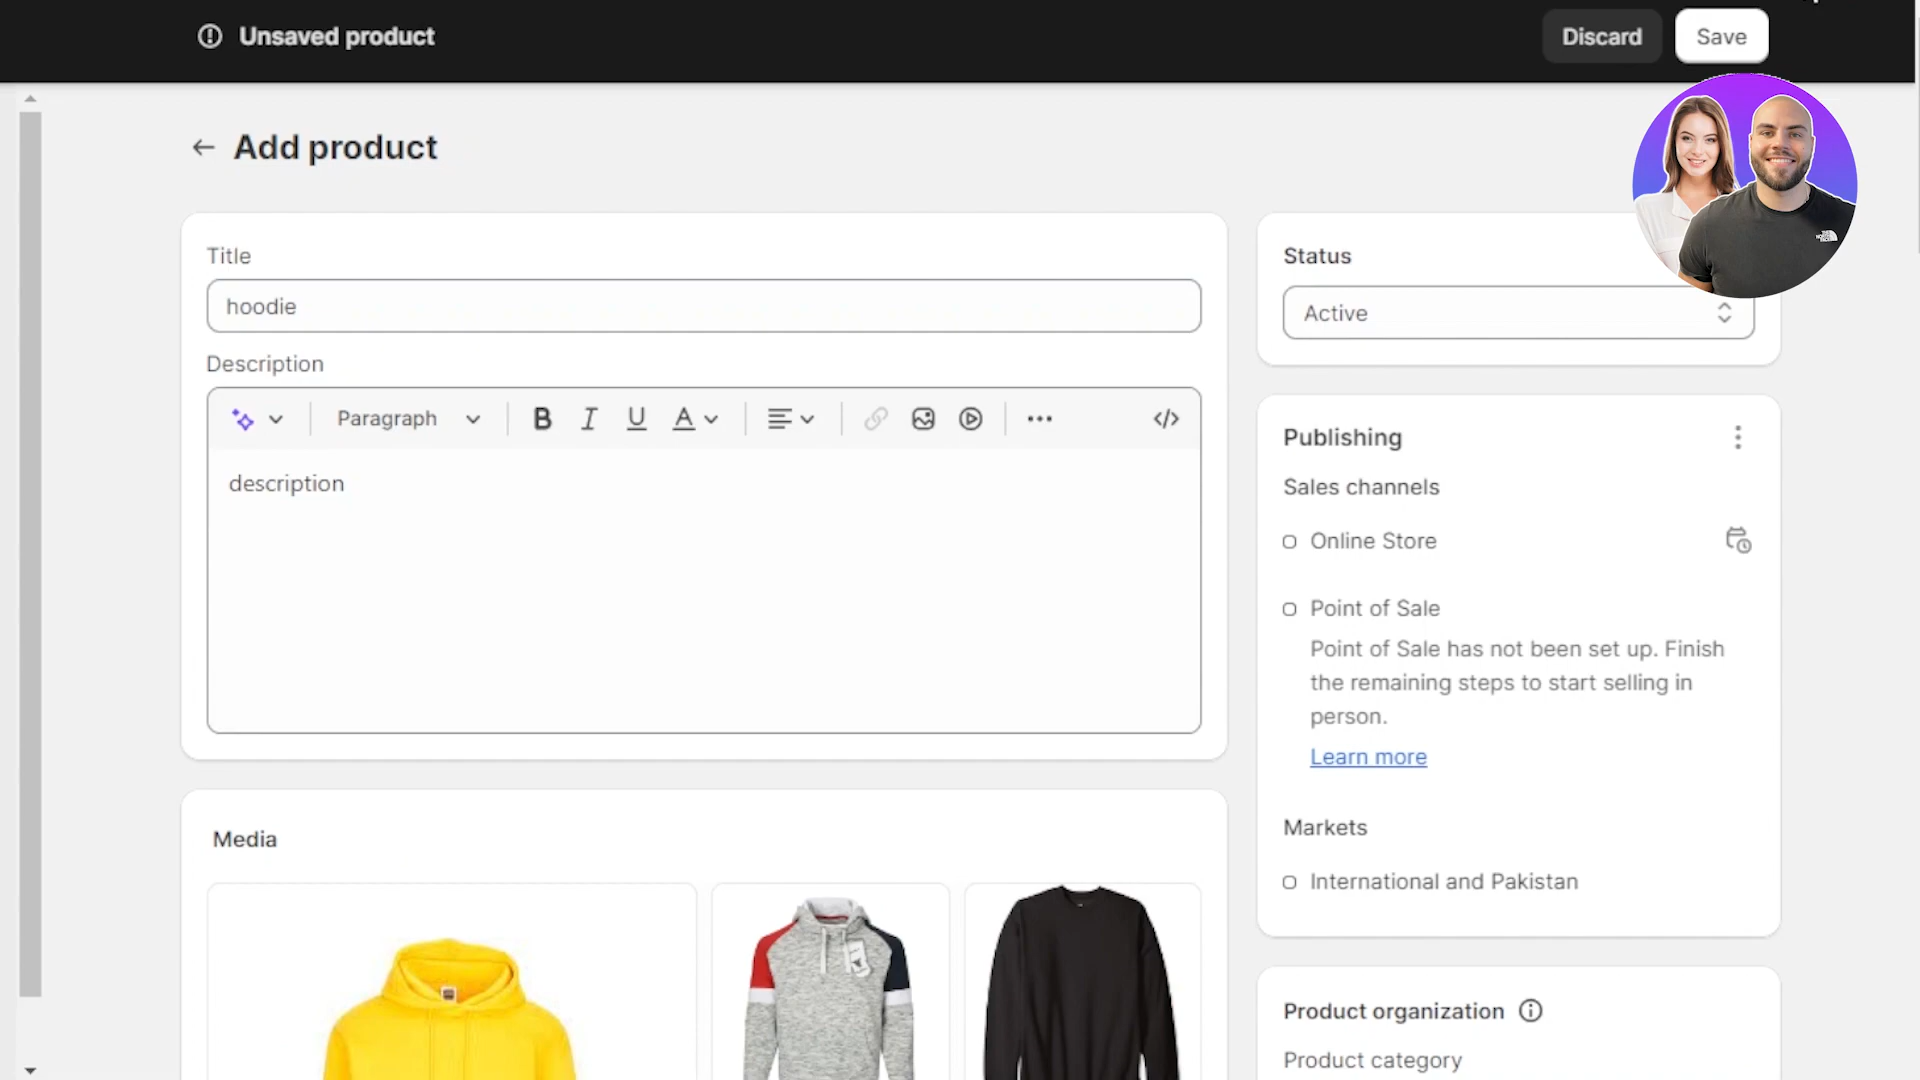 Unsaved product
Discard
Save
Add product
Title
hoodie
Description
Paragraph
B I U A
description
Media
Status
Active
Publishing
Sales channels
Online Store
Point of Sale
Point of Sale has not been set up. Finish
the remaining steps to start selling in
person.
Learn more
Markets
International and Pakistan
Product organization
Product category